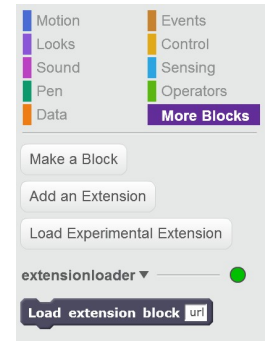 Motion
Events
Looks
Control
Sound
Sensing
Pen
Operators
Data
More Blocks
Make a Block
Add an Extension
Load Experimental Extension
extensionloader
Load extension block url